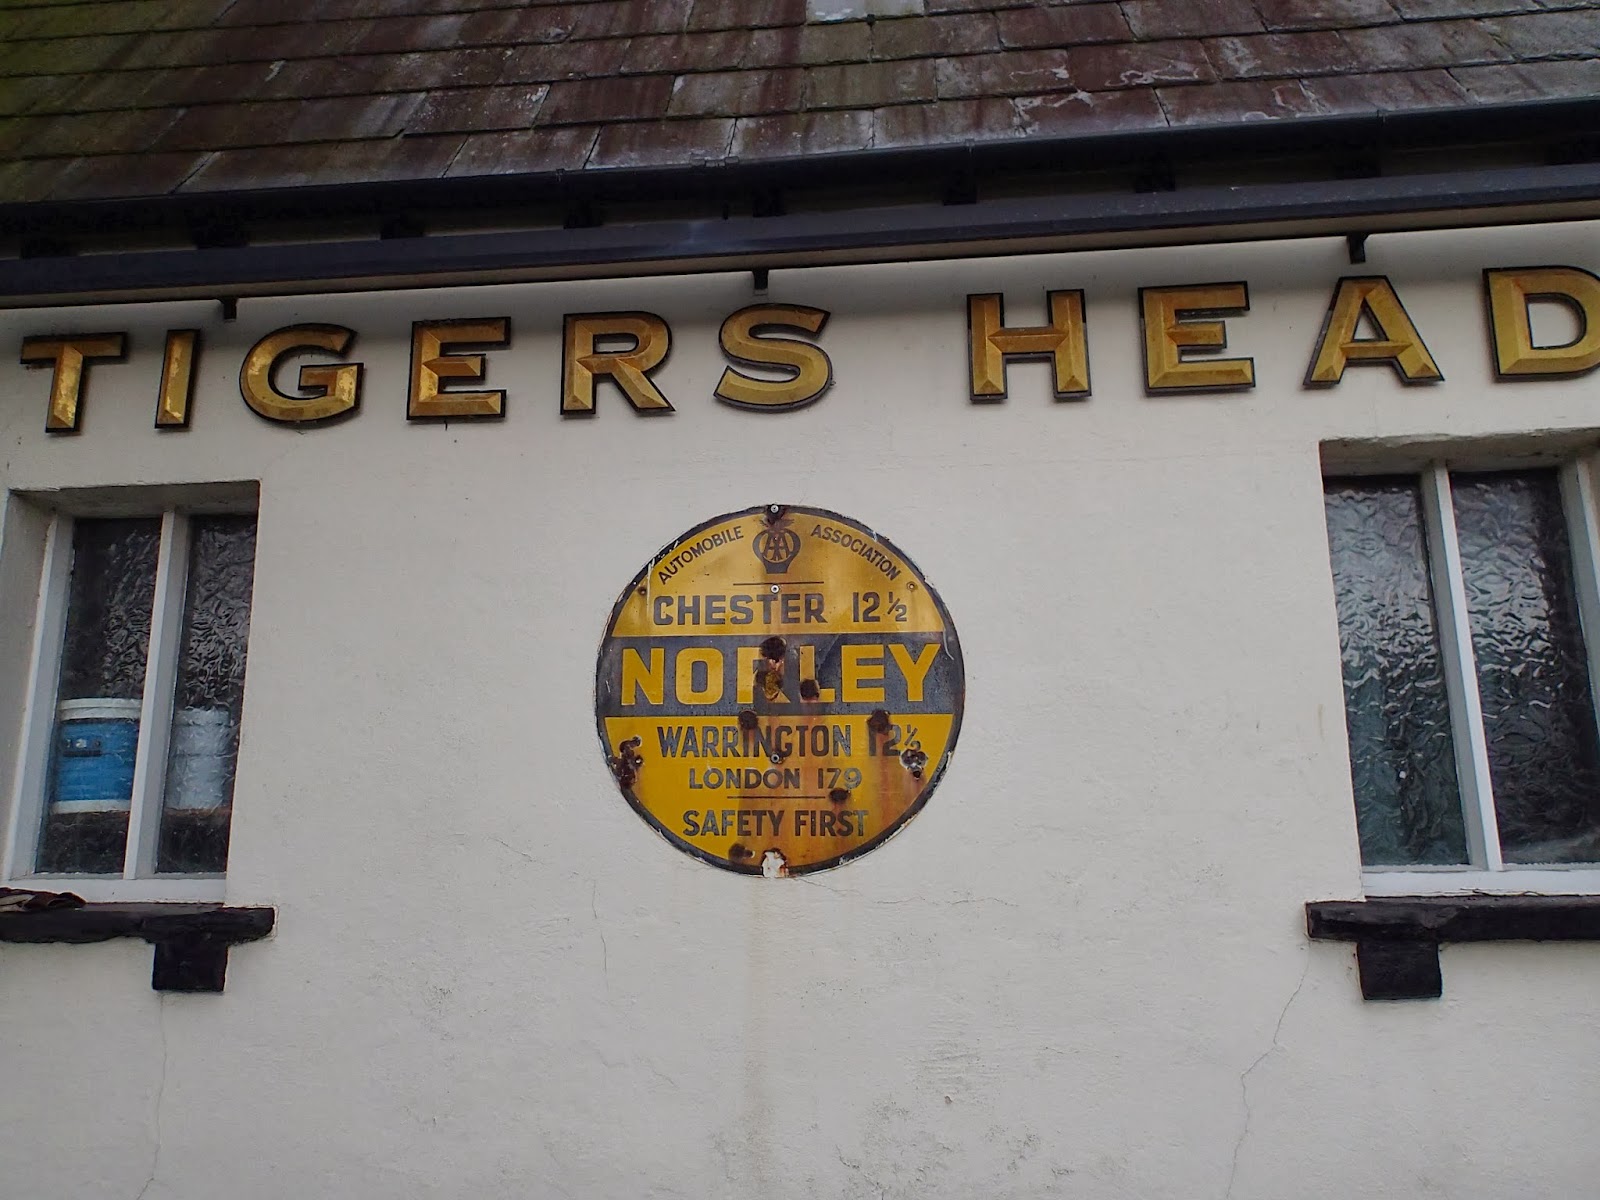 TIGERS HEAD
AUTOMOBILE AA ASSOCIATION
CHESTER 12½
NORLEY
WARRINGTON 12½
LONDON 179
SAFETY FIRST